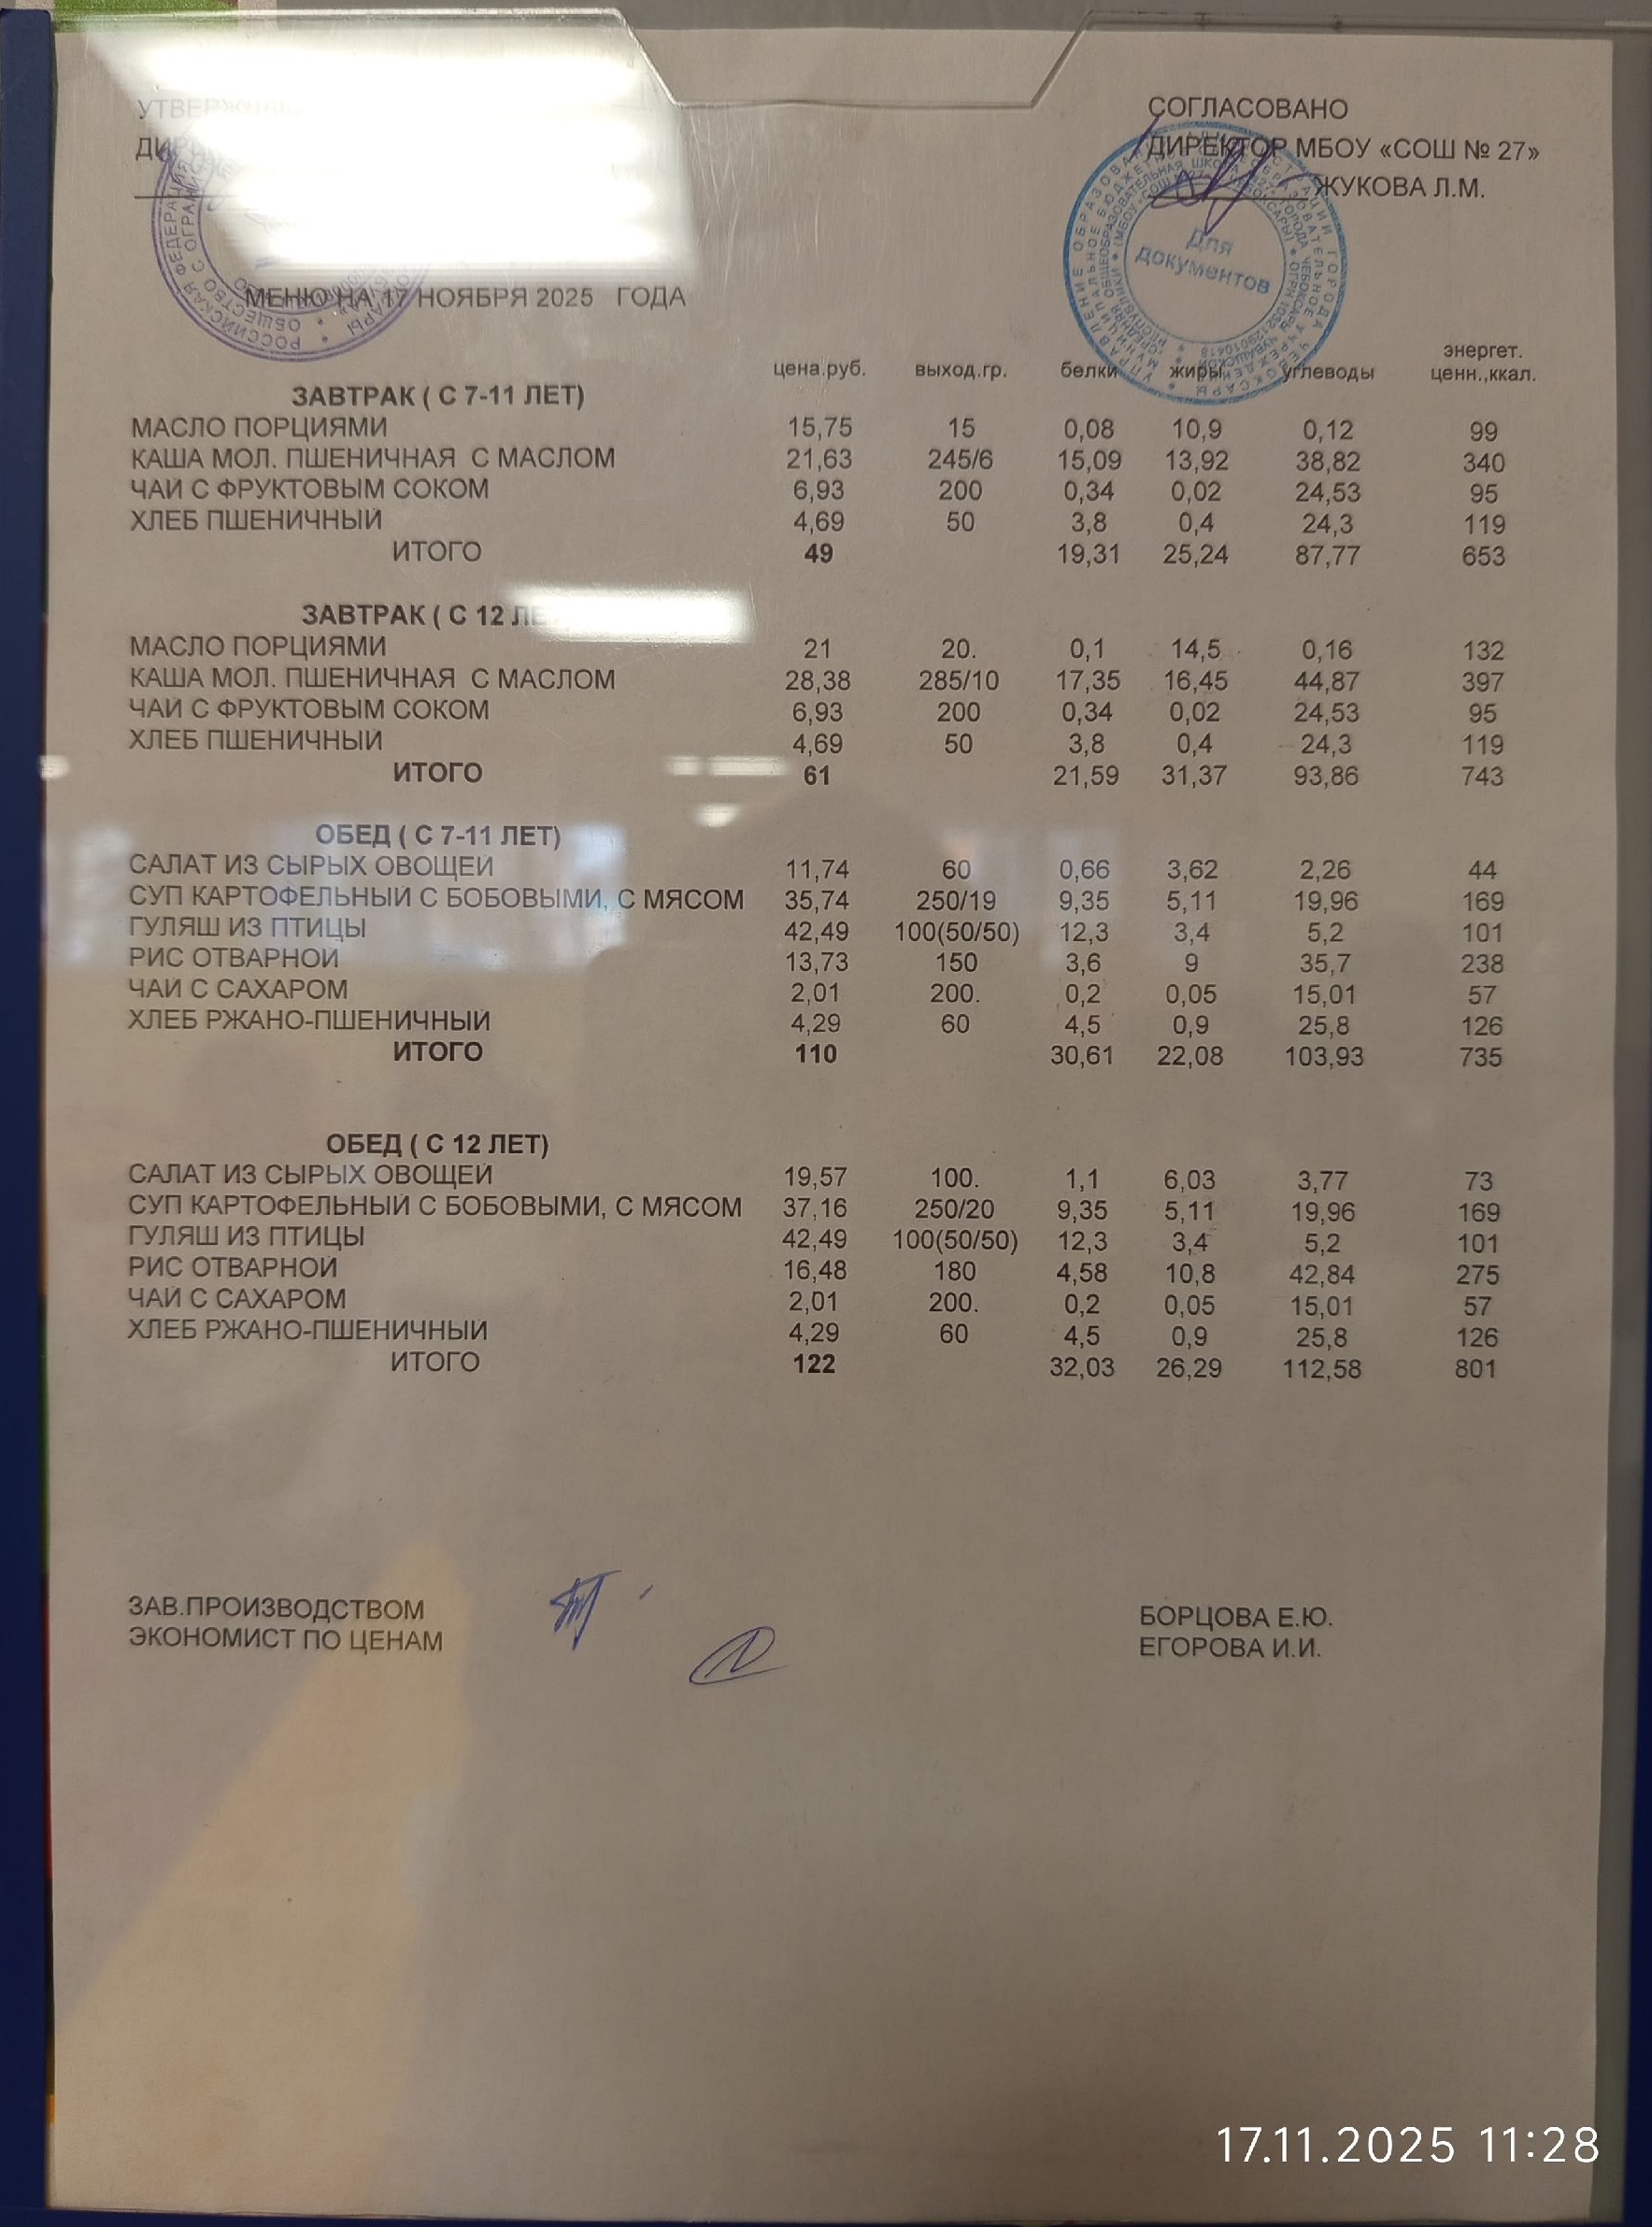 СОГЛАСОВАНО
ДИРЕКТОР МБОУ «СОШ № 27»
ЖУКОВА Л.М.
Для
документов
МЕНЮ НА 17 НОЯБРЯ 2025 ГОДА
цена.руб. выход.гр. белки жиры углеводы энергет. ценн.,ккал.
ЗАВТРАК ( С 7-11 ЛЕТ)
МАСЛО ПОРЦИЯМИ 15,75 15 0,08 10,9 0,12 99
КАША МОЛ. ПШЕНИЧНАЯ С МАСЛОМ 21,63 245/6 15,09 13,92 38,82 340
ЧАЙ С ФРУКТОВЫМ СОКОМ 6,93 200 0,34 0,02 24,53 95
ХЛЕБ ПШЕНИЧНЫЙ 4,69 50 3,8 0,4 24,3 119
ИТОГО 49 19,31 25,24 87,77 653
ЗАВТРАК ( С 12
МАСЛО ПОРЦИЯМИ 21 20. 0,1 14,5 0,16 132
КАША МОЛ. ПШЕНИЧНАЯ С МАСЛОМ 28,38 285/10 17,35 16,45 44,87 397
ЧАЙ С ФРУКТОВЫМ СОКОМ 6,93 200 0,34 0,02 24,53 95
ХЛЕБ ПШЕНИЧНЫЙ 4,69 50 3,8 0,4 24,3 119
ИТОГО 61 21,59 31,37 93,86 743
ОБЕД ( С 7-11 ЛЕТ)
САЛАТ ИЗ СЫРЫХ ОВОЩЕЙ 11,74 60 0,66 3,62 2,26 44
СУП КАРТОФЕЛЬНЫЙ С БОБОВЫМИ, С МЯСОМ 35,74 250/19 9,35 5,11 19,96 169
ГУЛЯШ ИЗ ПТИЦЫ 42,49 100(50/50) 12,3 3,4 5,2 101
РИС ОТВАРНОЙ 13,73 150 3,6 9 35,7 238
ЧАЙ С САХАРОМ 2,01 200. 0,2 0,05 15,01 57
ХЛЕБ РЖАНО-ПШЕНИЧНЫЙ 4,29 60 4,5 0,9 25,8 126
ИТОГО 110 30,61 22,08 103,93 735
ОБЕД ( С 12 ЛЕТ)
САЛАТ ИЗ СЫРЫХ ОВОЩЕЙ 19,57 100. 1,1 6,03 3,77 73
СУП КАРТОФЕЛЬНЫЙ С БОБОВЫМИ, С МЯСОМ 37,16 250/20 9,35 5,11 19,96 169
ГУЛЯШ ИЗ ПТИЦЫ 42,49 100(50/50) 12,3 3,4 5,2 101
РИС ОТВАРНОЙ 16,48 180 4,58 10,8 42,84 275
ЧАЙ С САХАРОМ 2,01 200. 0,2 0,05 15,01 57
ХЛЕБ РЖАНО-ПШЕНИЧНЫЙ 4,29 60 4,5 0,9 25,8 126
ИТОГО 122 32,03 26,29 112,58 801
ЗАВ.ПРОИЗВОДСТВОМ БОРЦОВА Е.Ю.
ЭКОНОМИСТ ПО ЦЕНАМ ЕГОРОВА И.И.
17.11.2025 11:28